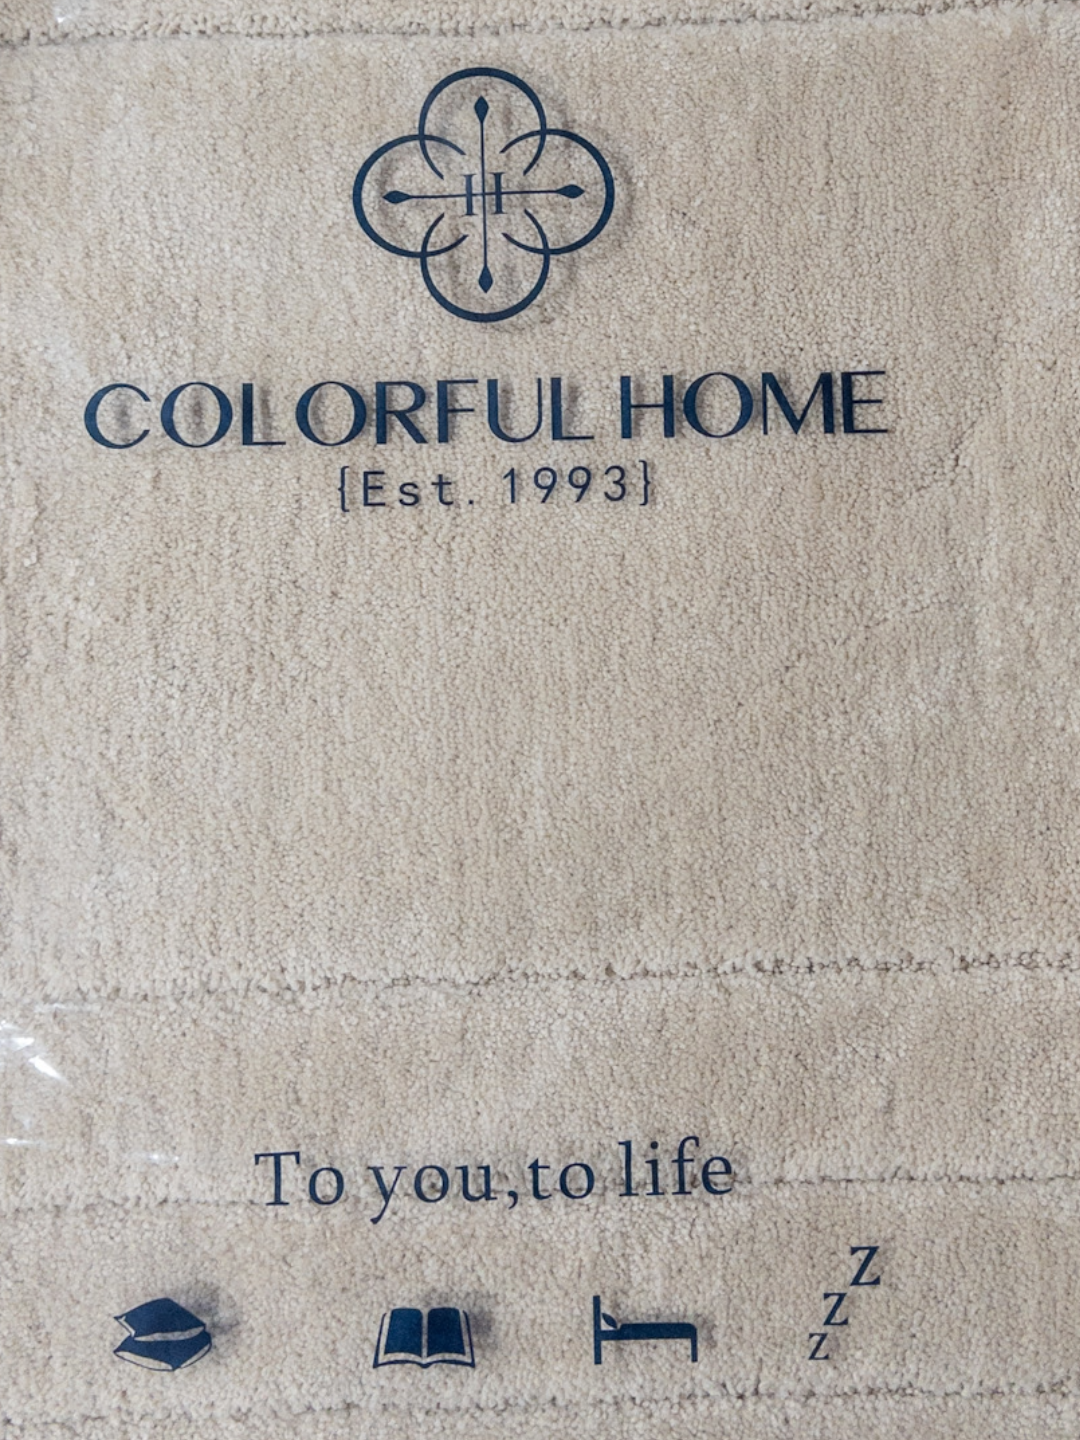 H
COLORFUL HOME
{Est. 1993}
To you,to life
z
z
z